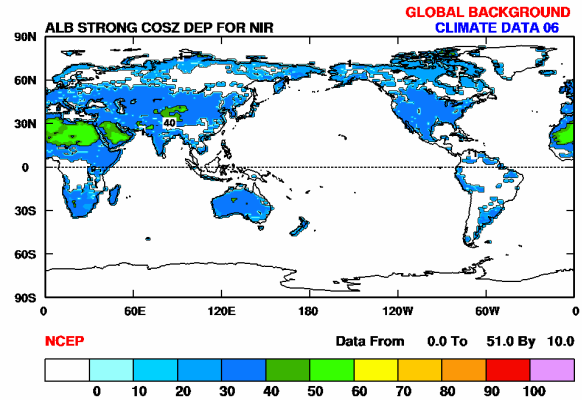 GLOBAL BACKGROUND
ALB STRONG COSZ DEP FOR NIR CLIMATE DATA 06
90N
60N
30N
40
0
30S
60S
90S
0 60E 120E 180 120W 60W 0
NCEP Data From 0.0 To 51.0 By 10.0
0 10 20 30 40 50 60 70 80 90 100